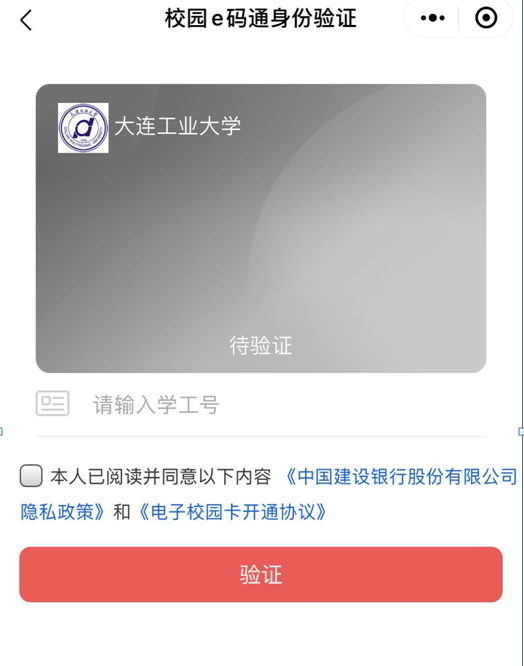 校园e码通身份验证
大连工业大学
待验证
请输入学工号
本人已阅读并同意以下内容 《中国建设银行股份有限公司
隐私政策》和《电子校园卡开通协议》
验证